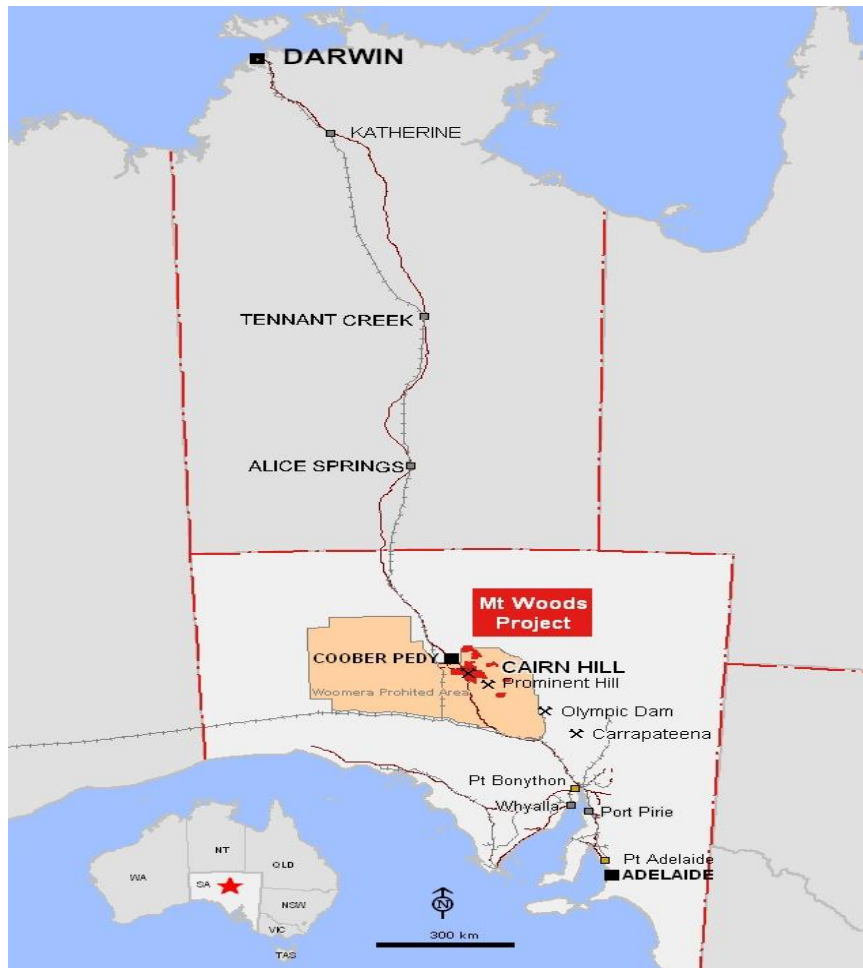 DARWIN
KATHERINE
TENNANT CREEK
ALICE SPRINGS
Mt Woods
Project
COOBER PEDY
CAIRN HILL
Prominent Hill
Woomera Prohited Area
Olympic Dam
Carrapateena
Pt Bonython
Whyalla
Port Pirie
Pt Adelaide
ADELAIDE
NT
QLD
WA
SA
NSW
VIC
TAS
N
300 km